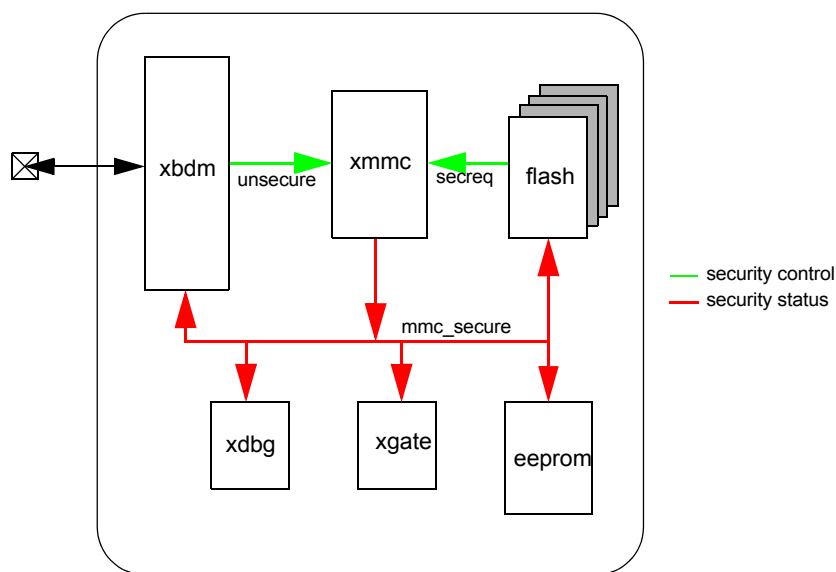 xbdm
xmmc
flash
unsecure
secreq
security control
security status
mmc_secure
xdbg
xgate
eeprom